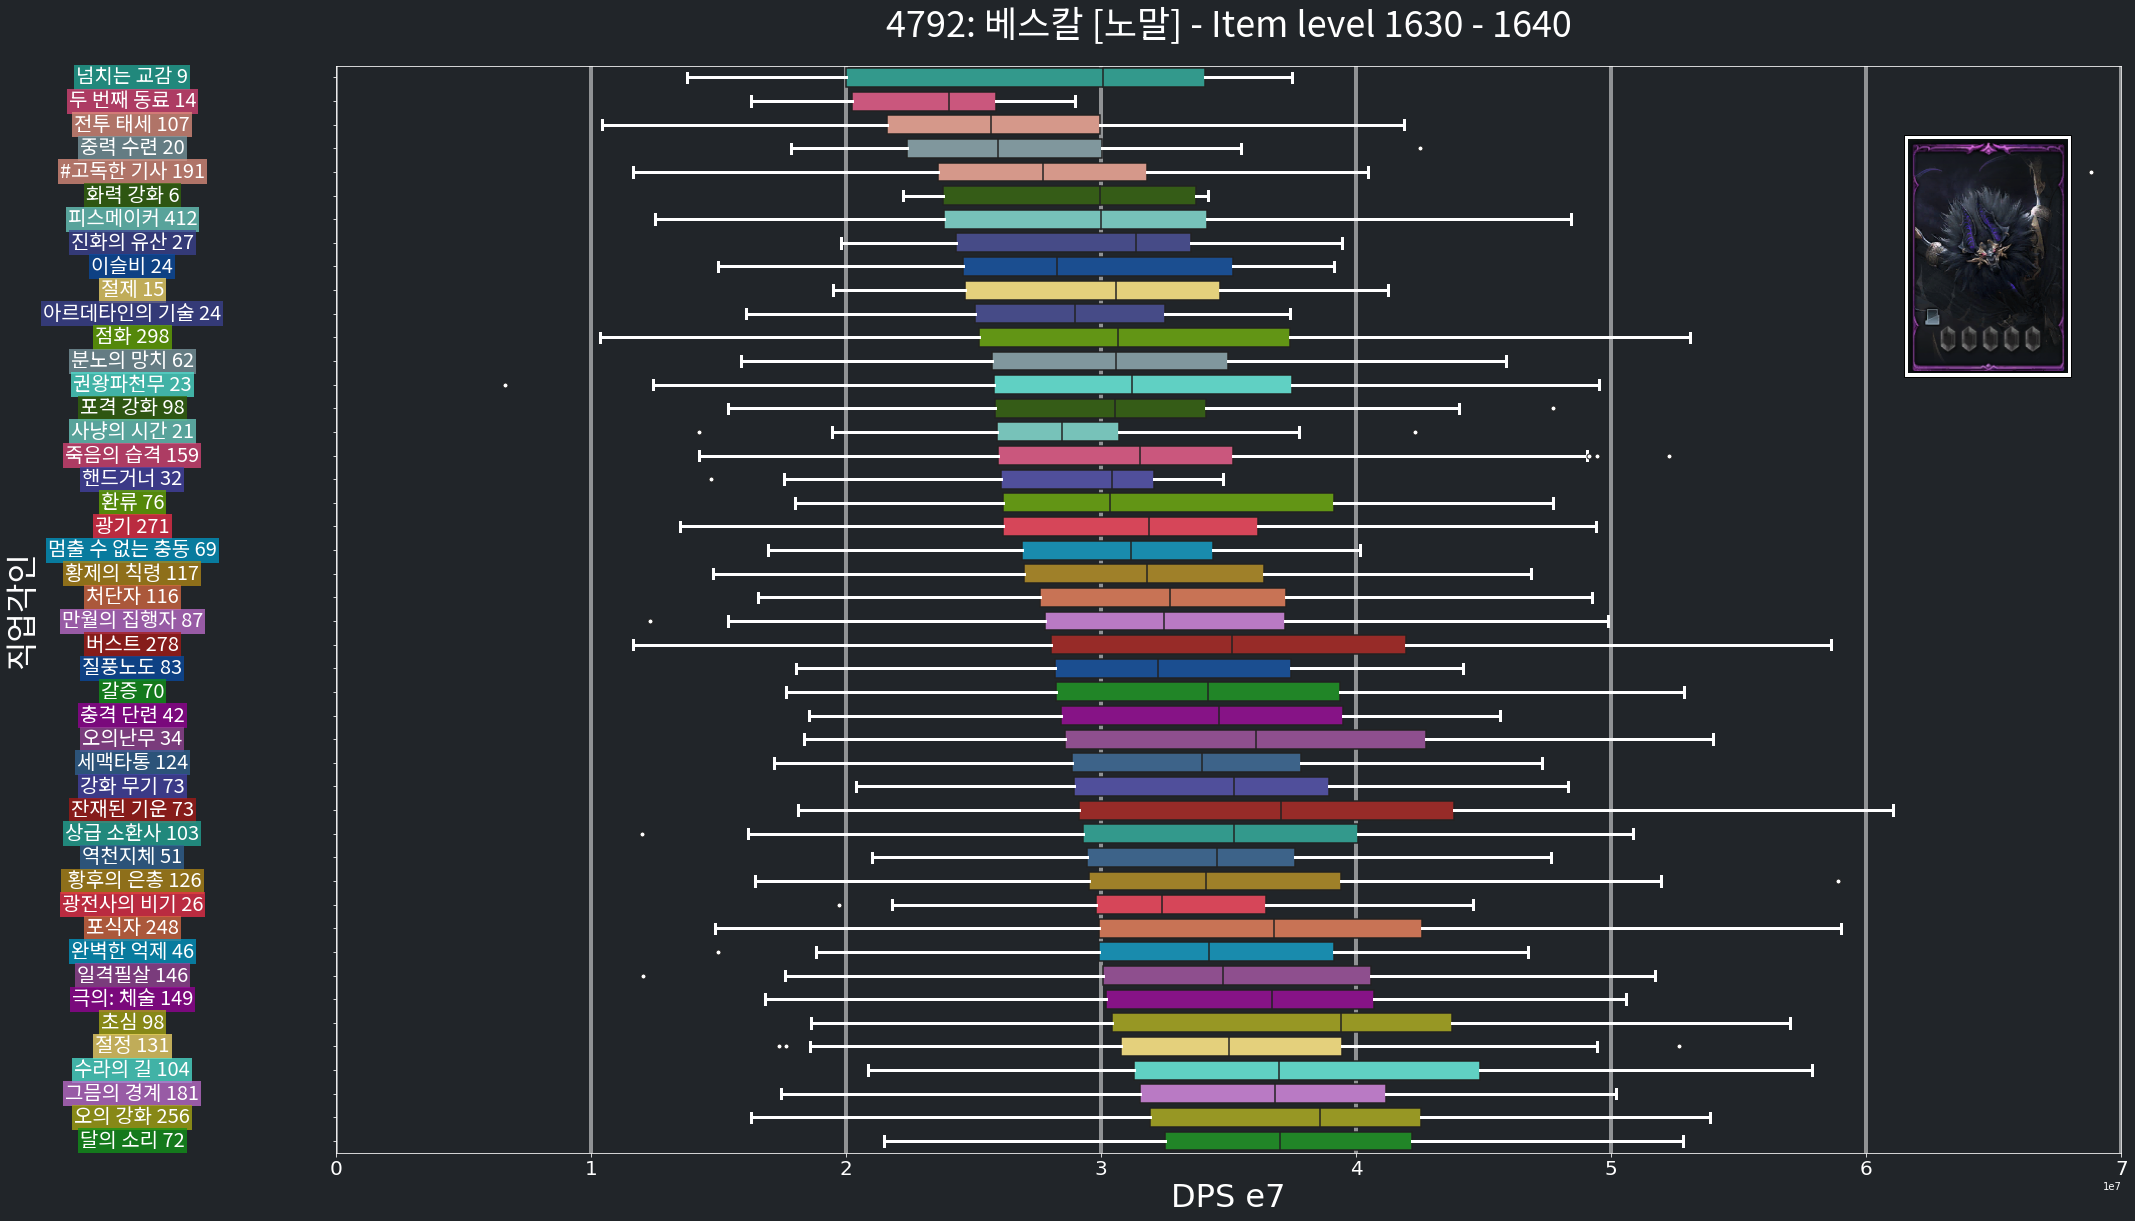 4792: 베스칼 [노말] - Item level 1630 - 1640
넘치는 교감 9
두 번째 동료 14
전투 태세 107
중력 수련 20
#고독한 기사 191
화력 강화 6
피스메이커 412
진화의 유산 27
이슬비 24
절제 15
아르데타인의 기술 24
점화 298
분노의 망치 62
권왕파천무 23
포격 강화 98
사냥의 시간 21
죽음의 습격 159
핸드거너 32
환류 76
광기 271
멈출 수 없는 충동 69
황제의 칙령 117
처단자 116
만월의 집행자 87
버스트 278
질풍노도 83
갈증 70
충격 단련 42
오의난무 34
세맥타통 124
강화 무기 73
잔재된 기운 73
상급 소환사 103
역천지체 51
황후의 은총 126
광전사의 비기 26
포식자 248
완벽한 억제 46
일격필살 146
극의: 체술 149
초심 98
절정 131
수라의 길 104
그믐의 경계 181
오의 강화 256
달의 소리 72
직업각인
0 1 2 3 4 5 6 7
1e7
DPS e7